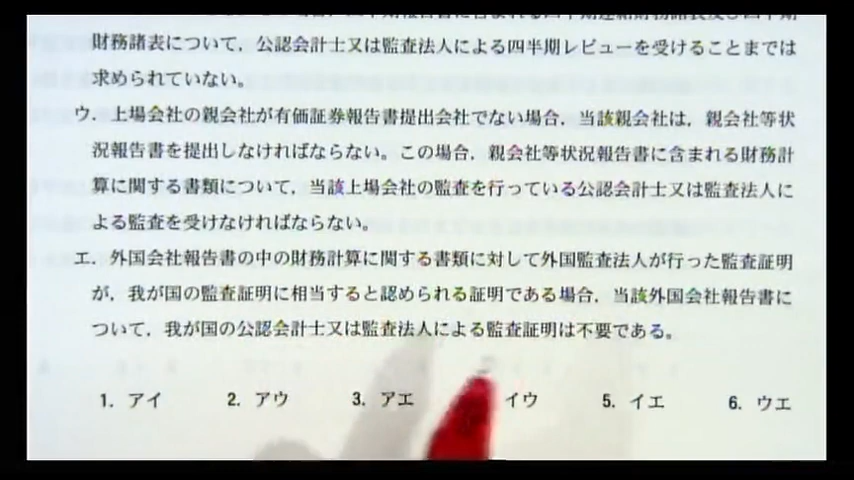 財務諸表について，公認会計士又は監査法人による四半期レビューを受けることまでは
求められていない。
ウ．上場会社の親会社が有価証券報告書提出会社でない場合，当該親会社は，親会社等状
況報告書を提出しなければならない。この場合，親会社等状況報告書に含まれる財務計
算に関する書類について，当該上場会社の監査を行っている公認会計士又は監査法人に
よる監査を受けなければならない。
エ．外国会社報告書の中の財務計算に関する書類に対して外国監査法人が行った監査証明
が，我が国の監査証明に相当すると認められる証明である場合，当該外国会社報告書に
ついて，我が国の公認会計士又は監査法人による監査証明は不要である。
1．アイ 2．アウ 3．アエ イウ 5．イエ 6．ウエ